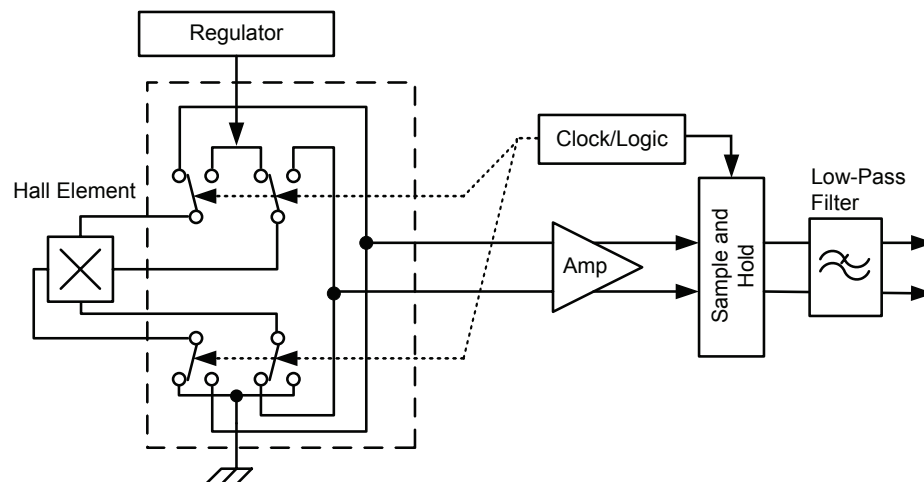 Regulator
Clock/Logic
Hall Element
Low-Pass
Filter
Amp
Sample and
Hold